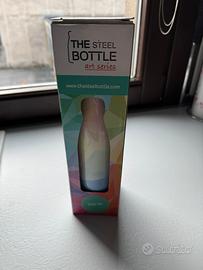 THE STEEL
BOTTLE
art series
www.thesteelbottle.com
Subito